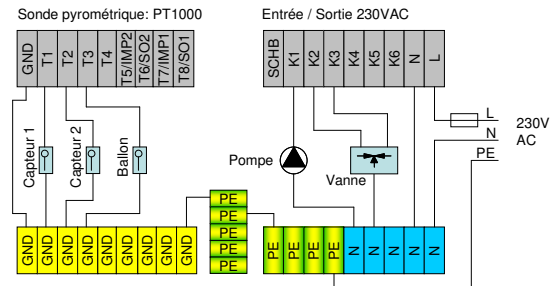 Sonde pyrométrique: PT1000
Entrée / Sortie 230VAC
GND
T1
T2
T3
T4
T5/IMP2
T6/SO2
T7/IMP1
T8/SO1
SCHB
K1
K2
K3
K4
K5
K6
N
L
L
N
PE
230V
AC
Capteur 1
Capteur 2
Ballon
Pompe
Vanne
PE
PE
PE
PE
PE
GND
GND
GND
GND
GND
GND
GND
GND
GND
PE
PE
PE
PE
N
N
N
N
N